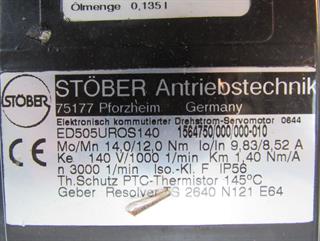 Ölmenge 0,135l
STÖBER
STÖBER Antriebstechnik
75177 Pforzheim Germany
Elektronisch kommutierter Drehstrom-Servomotor 0644
ED505UROS140 1564750/000/000-010
Mo/Mn 14,0/12,0 Nm Io/In 9,83/8,52 A
Ke 140 V/1000 1/min Km 1,40 Nm/A
n 3000 1/min Iso.-Kl. F IP56
Th.Schutz PTC-Thermistor 145°C
Geber Resolver 2640 N121 E64